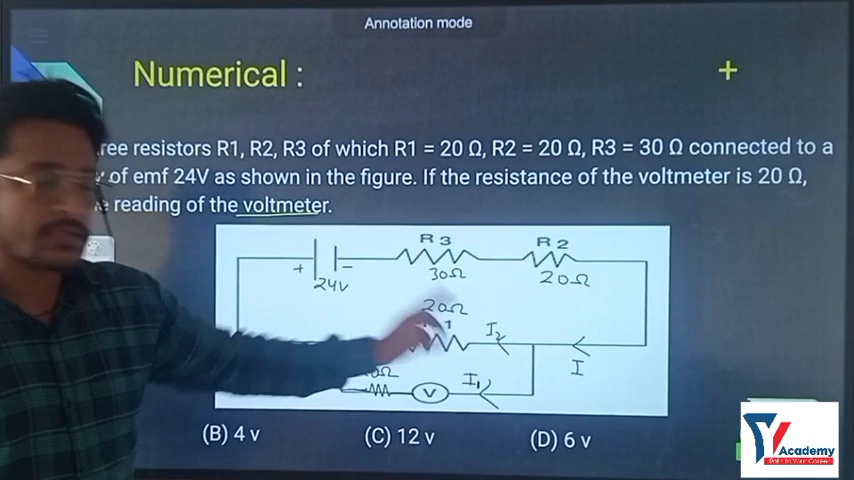 Annotation mode
Numerical :
+
ree resistors R1, R2, R3 of which R1 = 20 Ω, R2 = 20 Ω, R3 = 30 Ω connected to a
of emf 24V as shown in the figure. If the resistance of the voltmeter is 20 Ω,
reading of the voltmeter.
R3 R2
+ − 30Ω 20Ω
24V
20Ω
1 I2
I
Ω I1
V
(B) 4 v (C) 12 v (D) 6 v
Academy